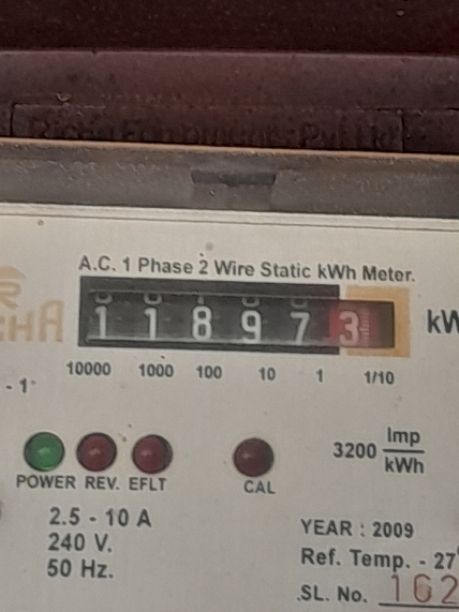 A.C. 1 Phase 2 Wire Static kWh Meter.
1 1 8 9 7 3 kW
10000 1000 100 10 1 1/10
- 1
3200 Imp/kWh
POWER REV. EFLT CAL
2.5 - 10 A
240 V.
50 Hz.
YEAR : 2009
Ref. Temp. - 27°
SL. No. 162